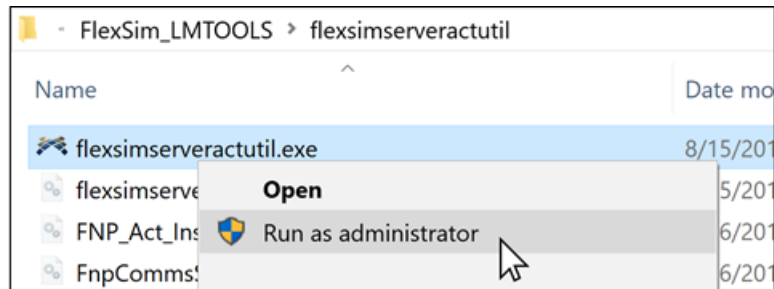 FlexSim_LMTOOLS > flexsimserveractutil
Name Date mo
flexsimserveractutil.exe 8/15/201
flexsimserve 5/201
Open
FNP_Act_Ins 6/201
Run as administrator
FnpComms 6/201